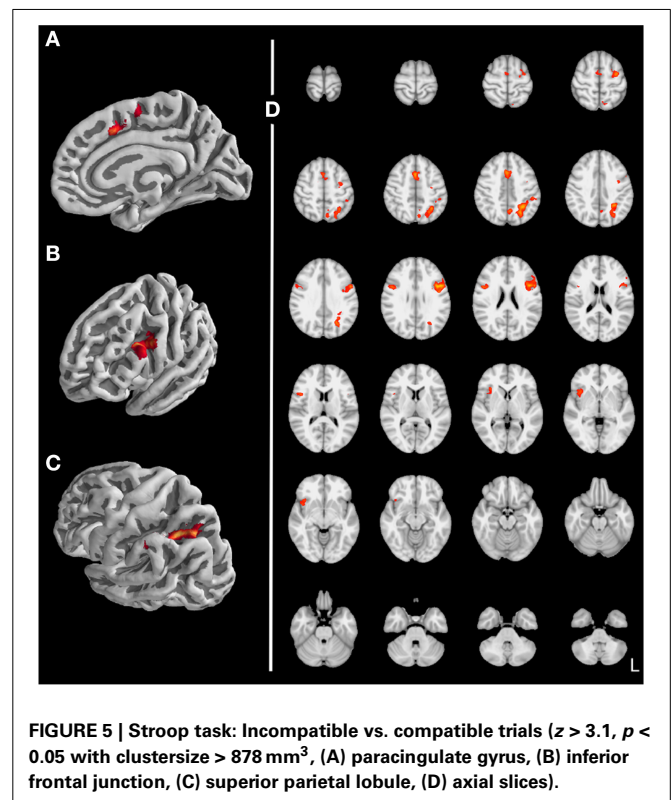 A
B
C
D
L
FIGURE 5 | Stroop task: Incompatible vs. compatible trials (z > 3.1, p <
0.05 with clustersize > 878 mm³, (A) paracingulate gyrus, (B) inferior
frontal junction, (C) superior parietal lobule, (D) axial slices).